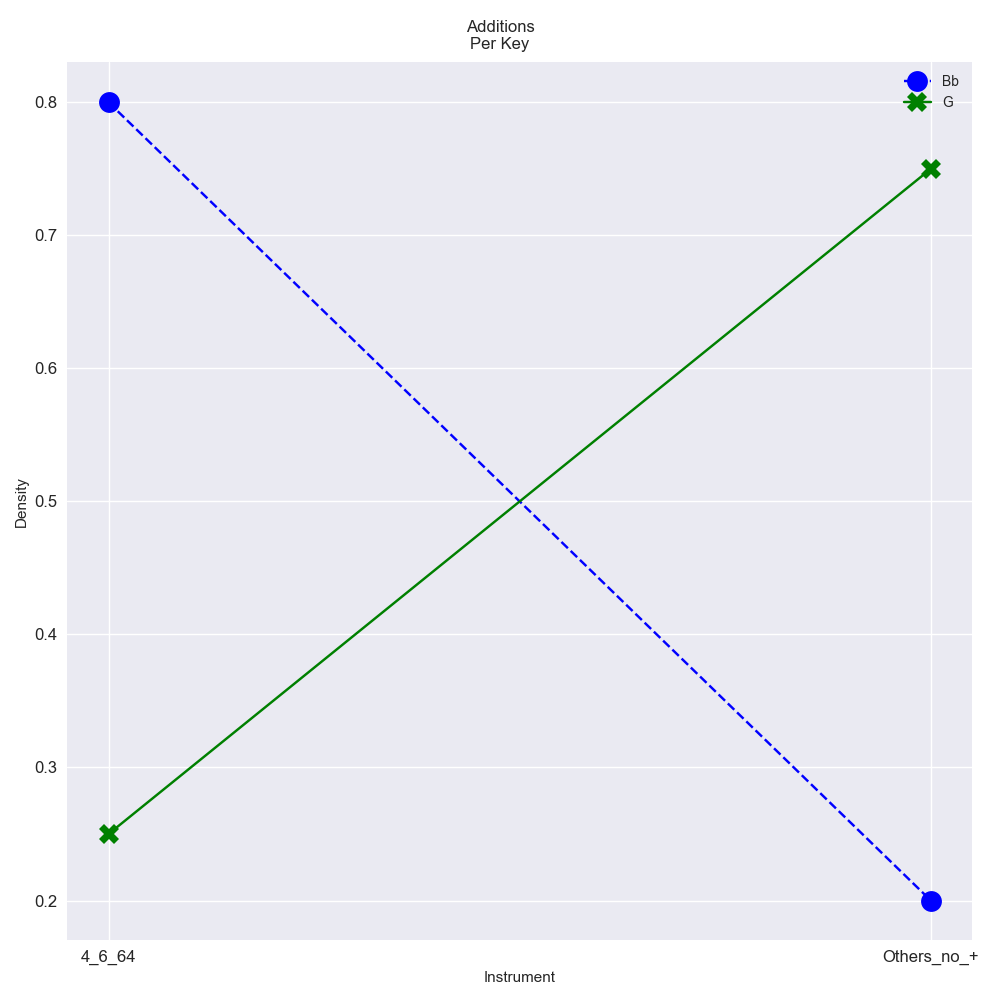 Additions
Per Key
Bb
G
Density
0.8
0.7
0.6
0.5
0.4
0.3
0.2
4_6_64
Others_no_+
Instrument